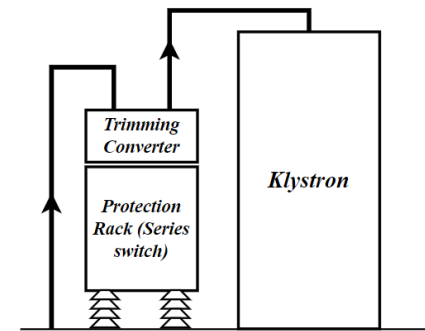 Trimming
Converter
Protection
Rack (Series
switch)
Klystron